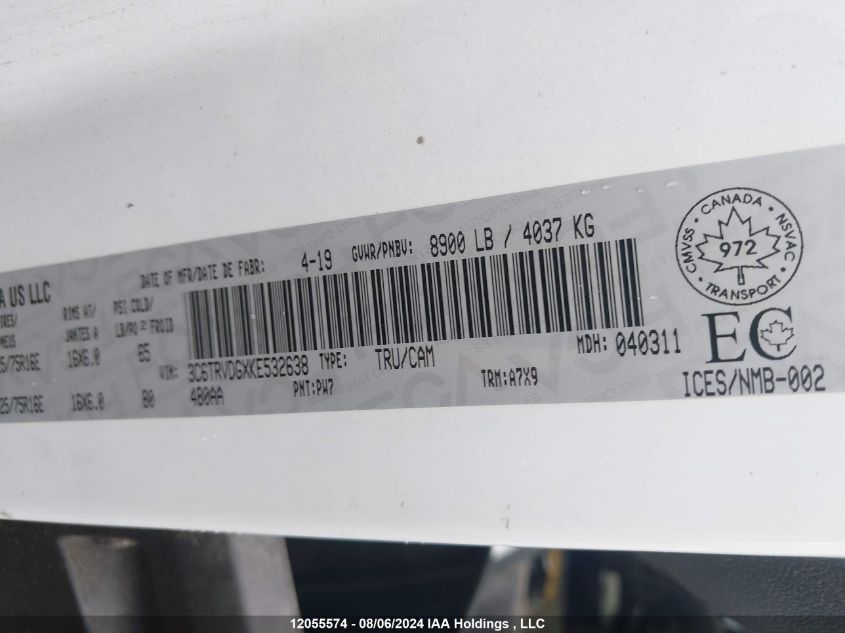 DATE OF MFR/DATE DE FABR: 4-19 GVWR/PNBV: 8900 LB / 4037 KG
A US LLC
RIMS AT/ PSI COLD/
JANTES A LB/PO² FROID
25/75R16E 16X6.0 65
25/75R16E 16X6.0 80
VIN: 3C6TRVDGXKE532638 TYPE: TRU/CAM MDH: 040311
4B0AA PNT:PW7 TRM:A7X9
CMVSS · CANADA · NSVAC · TRANSPORT
972
EC
ICES/NMB-002
12055574 - 08/06/2024 IAA Holdings , LLC